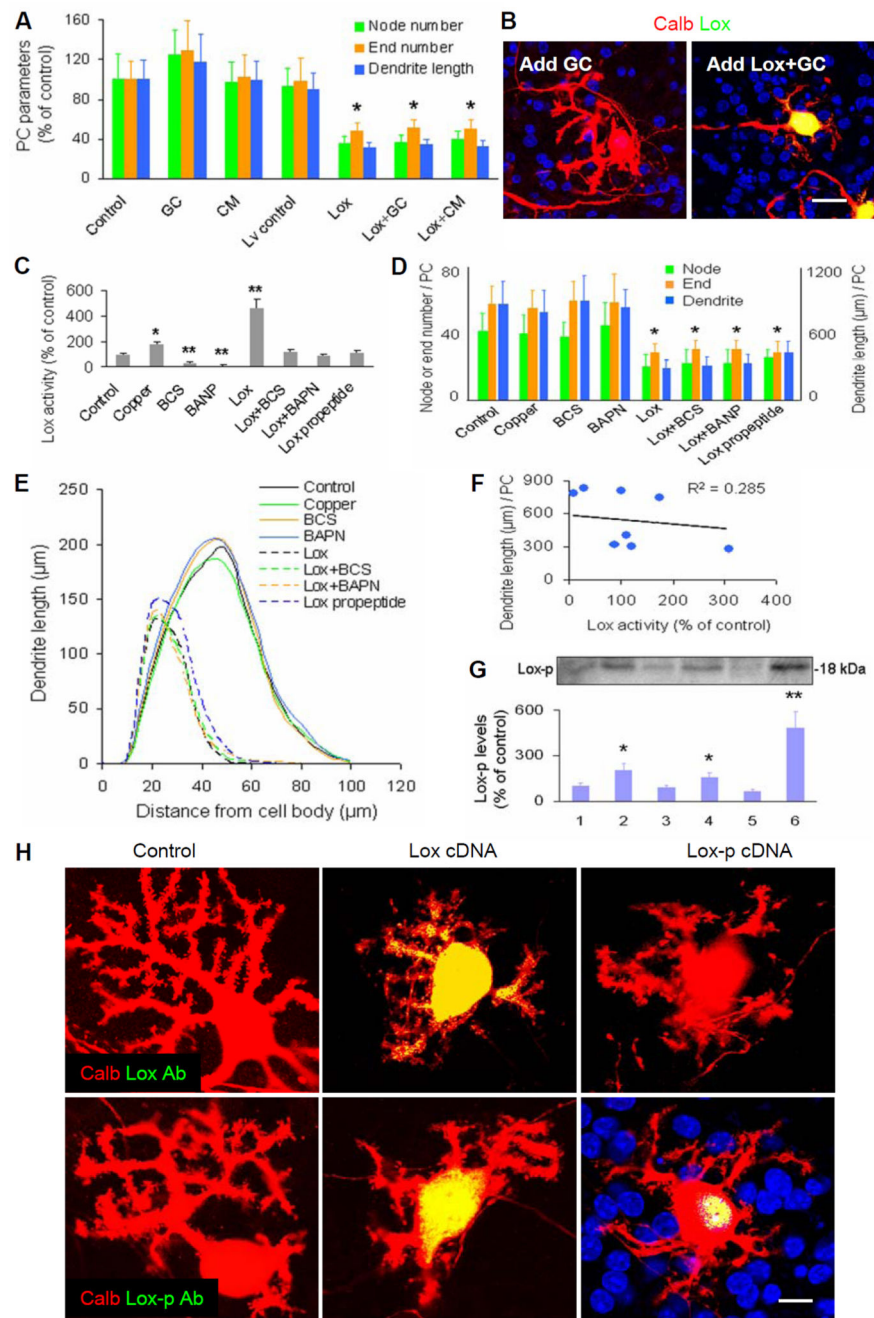 A
PC parameters
(% of control)
160
120
80
40
0
Node number
End number
Dendrite length
*
*
*
Control
GC
CM
Lv control
Lox
Lox+GC
Lox+CM
B
Calb Lox
Add GC
Add Lox+GC
C
Lox activity (% of control)
600
400
200
0
*
**
**
**
Control
Copper
BCS
BANP
Lox
Lox+BCS
Lox+BAPN
Lox propeptide
D
Node or end number / PC
80
40
0
Node
End
Dendrite
*
*
*
*
1200
600
0
Dendrite length (µm) / PC
Control
Copper
BCS
BAPN
Lox
Lox+BCS
Lox+BANP
Lox propeptide
E
Dendrite length (µm)
250
200
150
100
50
0
Control
Copper
BCS
BAPN
Lox
Lox+BCS
Lox+BAPN
Lox propeptide
0 20 40 60 80 100 120
Distance from cell body (µm)
F
Dendrite length (µm) / PC
900
600
300
0
R² = 0.285
0 100 200 300 400
Lox activity (% of control)
G
Lox-p
-18 kDa
Lox-p levels
(% of control)
600
300
0
*
*
**
1 2 3 4 5 6
H
Control
Lox cDNA
Lox-p cDNA
Calb Lox Ab
Calb Lox-p Ab